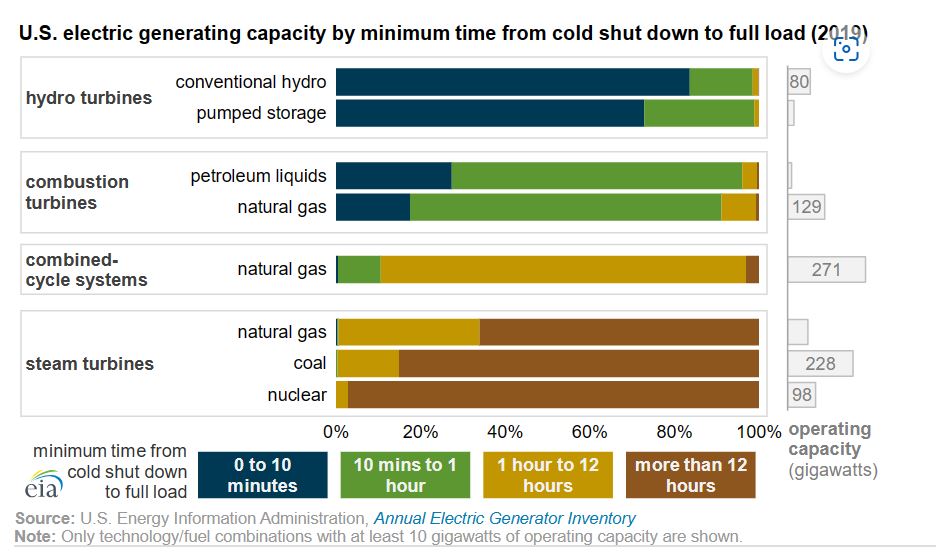 U.S. electric generating capacity by minimum time from cold shut down to full load (2019)
hydro turbines
conventional hydro
80
pumped storage
combustion
turbines
petroleum liquids
natural gas
129
combined-
cycle systems
natural gas
271
steam turbines
natural gas
coal
228
nuclear
98
0% 20% 40% 60% 80% 100%
operating
capacity
(gigawatts)
minimum time from
cold shut down
to full load
0 to 10
minutes
10 mins to 1
hour
1 hour to 12
hours
more than 12
hours
eia
Source: U.S. Energy Information Administration, Annual Electric Generator Inventory
Note: Only technology/fuel combinations with at least 10 gigawatts of operating capacity are shown.